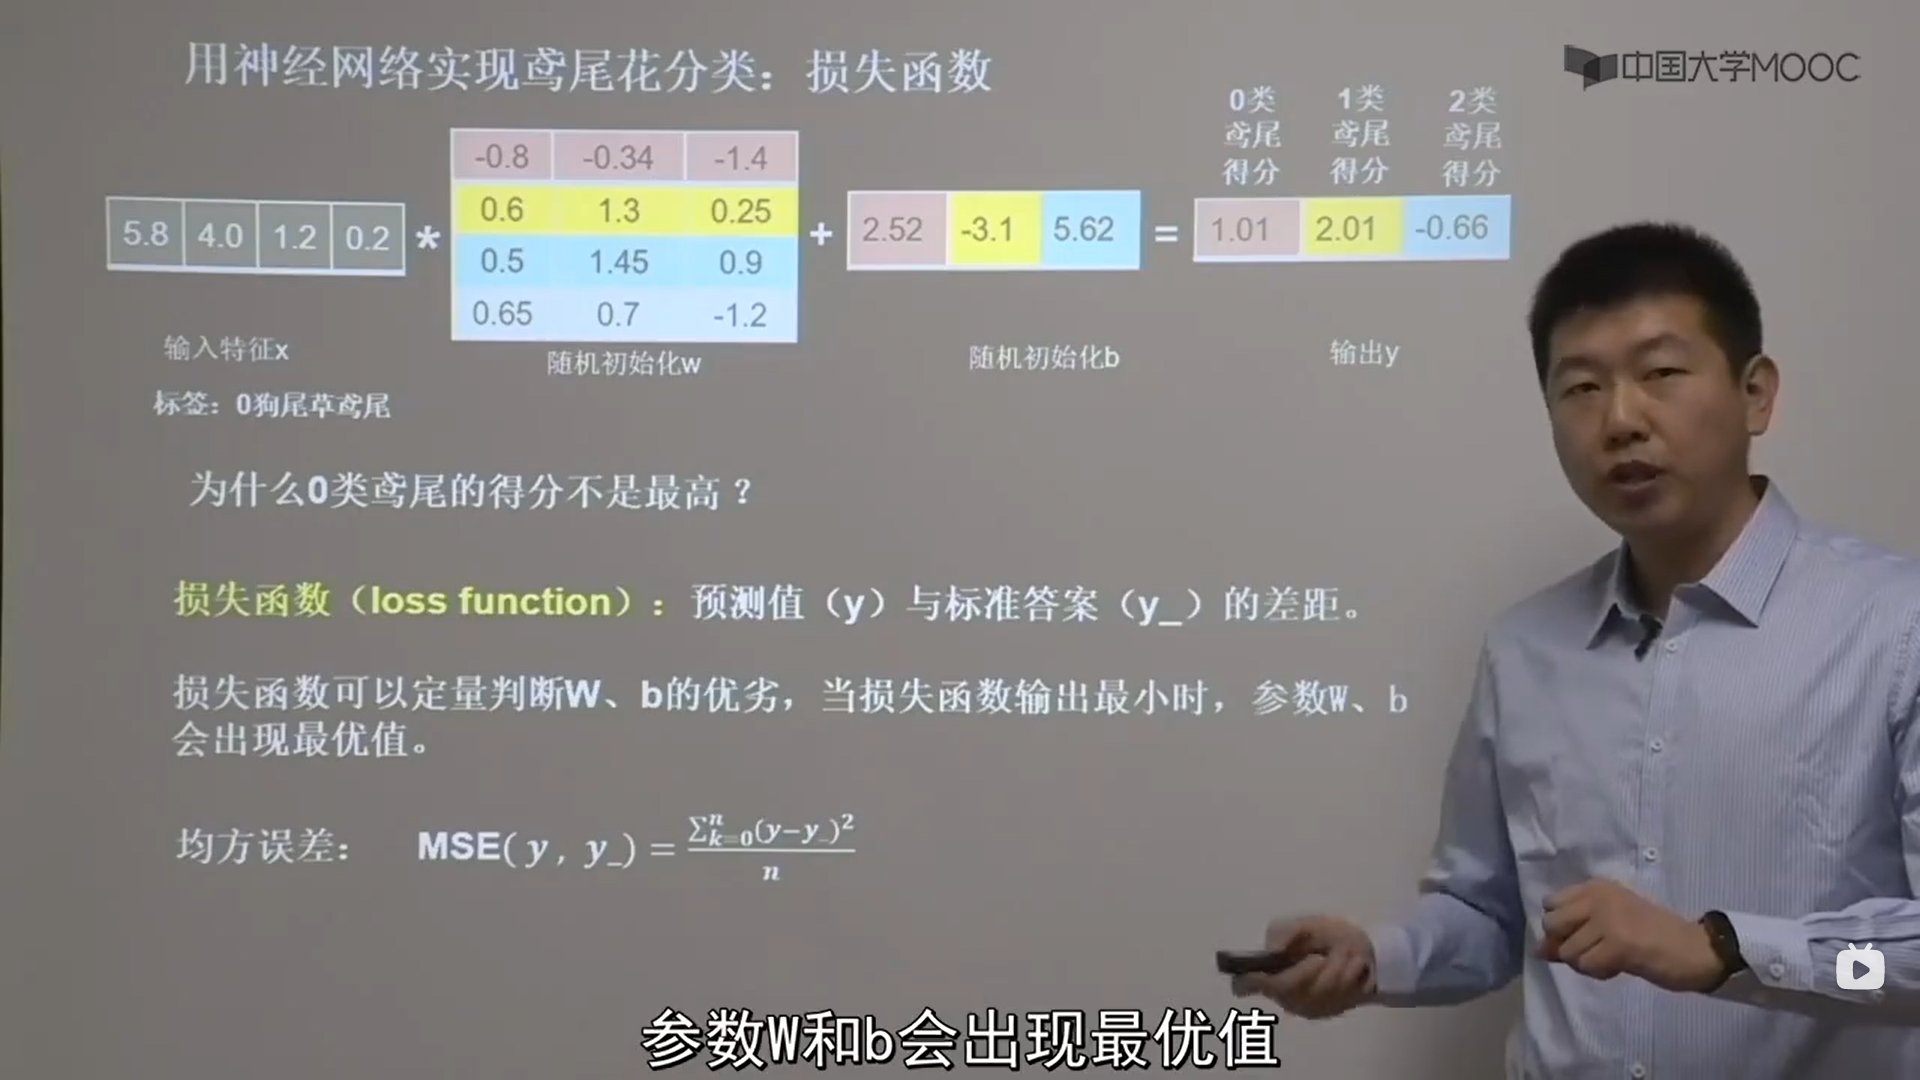 用神经网络实现鸢尾花分类：损失函数
中国大学MOOC
0类鸢尾得分
1类鸢尾得分
2类鸢尾得分
5.8 4.0 1.2 0.2
*
-0.8 -0.34 -1.4
0.6 1.3 0.25
0.5 1.45 0.9
0.65 0.7 -1.2
+
2.52 -3.1 5.62
=
1.01 2.01 -0.66
输入特征x
随机初始化w
随机初始化b
输出y
标签：0狗尾草鸢尾
为什么0类鸢尾的得分不是最高？
损失函数（loss function）：预测值（y）与标准答案（y_）的差距。
损失函数可以定量判断W、b的优劣，当损失函数输出最小时，参数W、b
会出现最优值。
均方误差： MSE(y, y_) = \frac{\sum_{k=0}^{n}(y-y_)^2}{n}
参数W和b会出现最优值